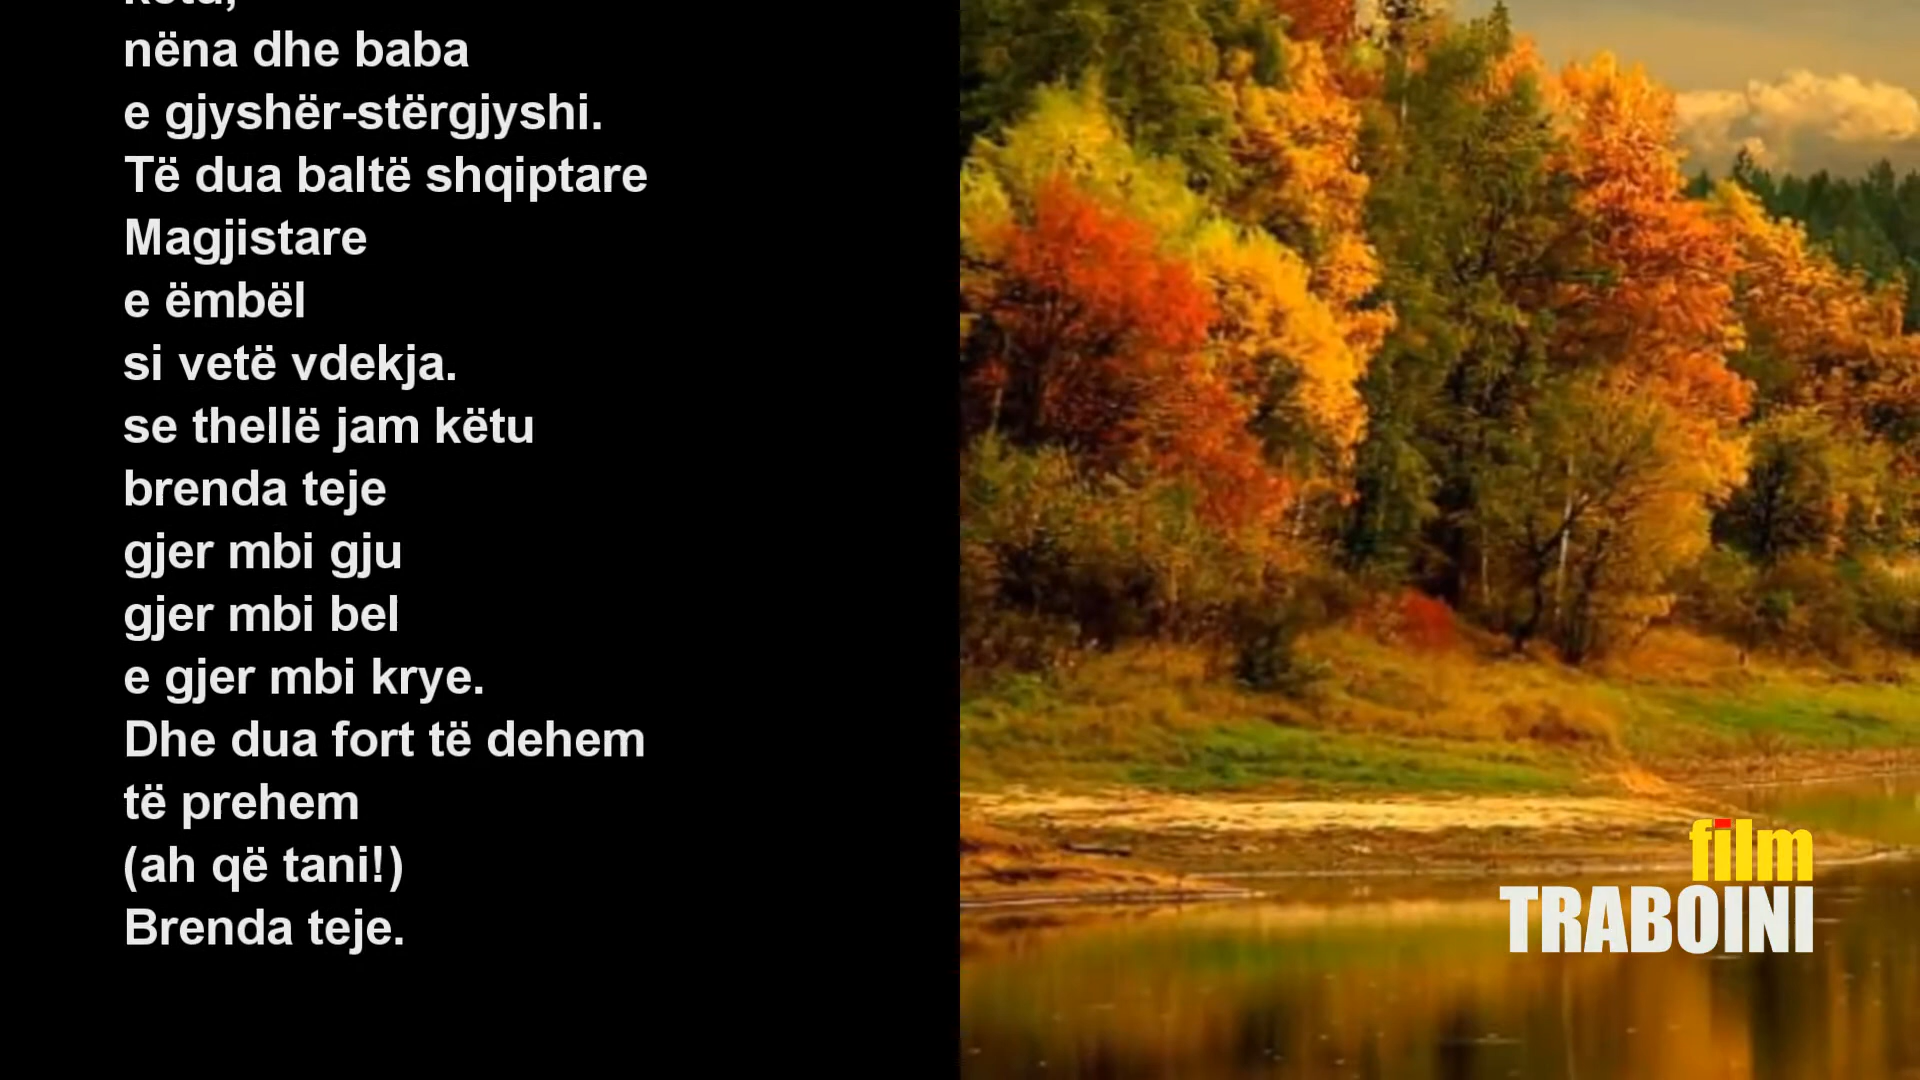 nëna dhe baba
e gjyshër-stërgjyshi.
Të dua baltë shqiptare
Magjistare
e ëmbël
si vetë vdekja.
se thellë jam këtu
brenda teje
gjer mbi gju
gjer mbi bel
e gjer mbi krye.
Dhe dua fort të dehem
të prehem
(ah që tani!)
Brenda teje.
film
TRABOINI